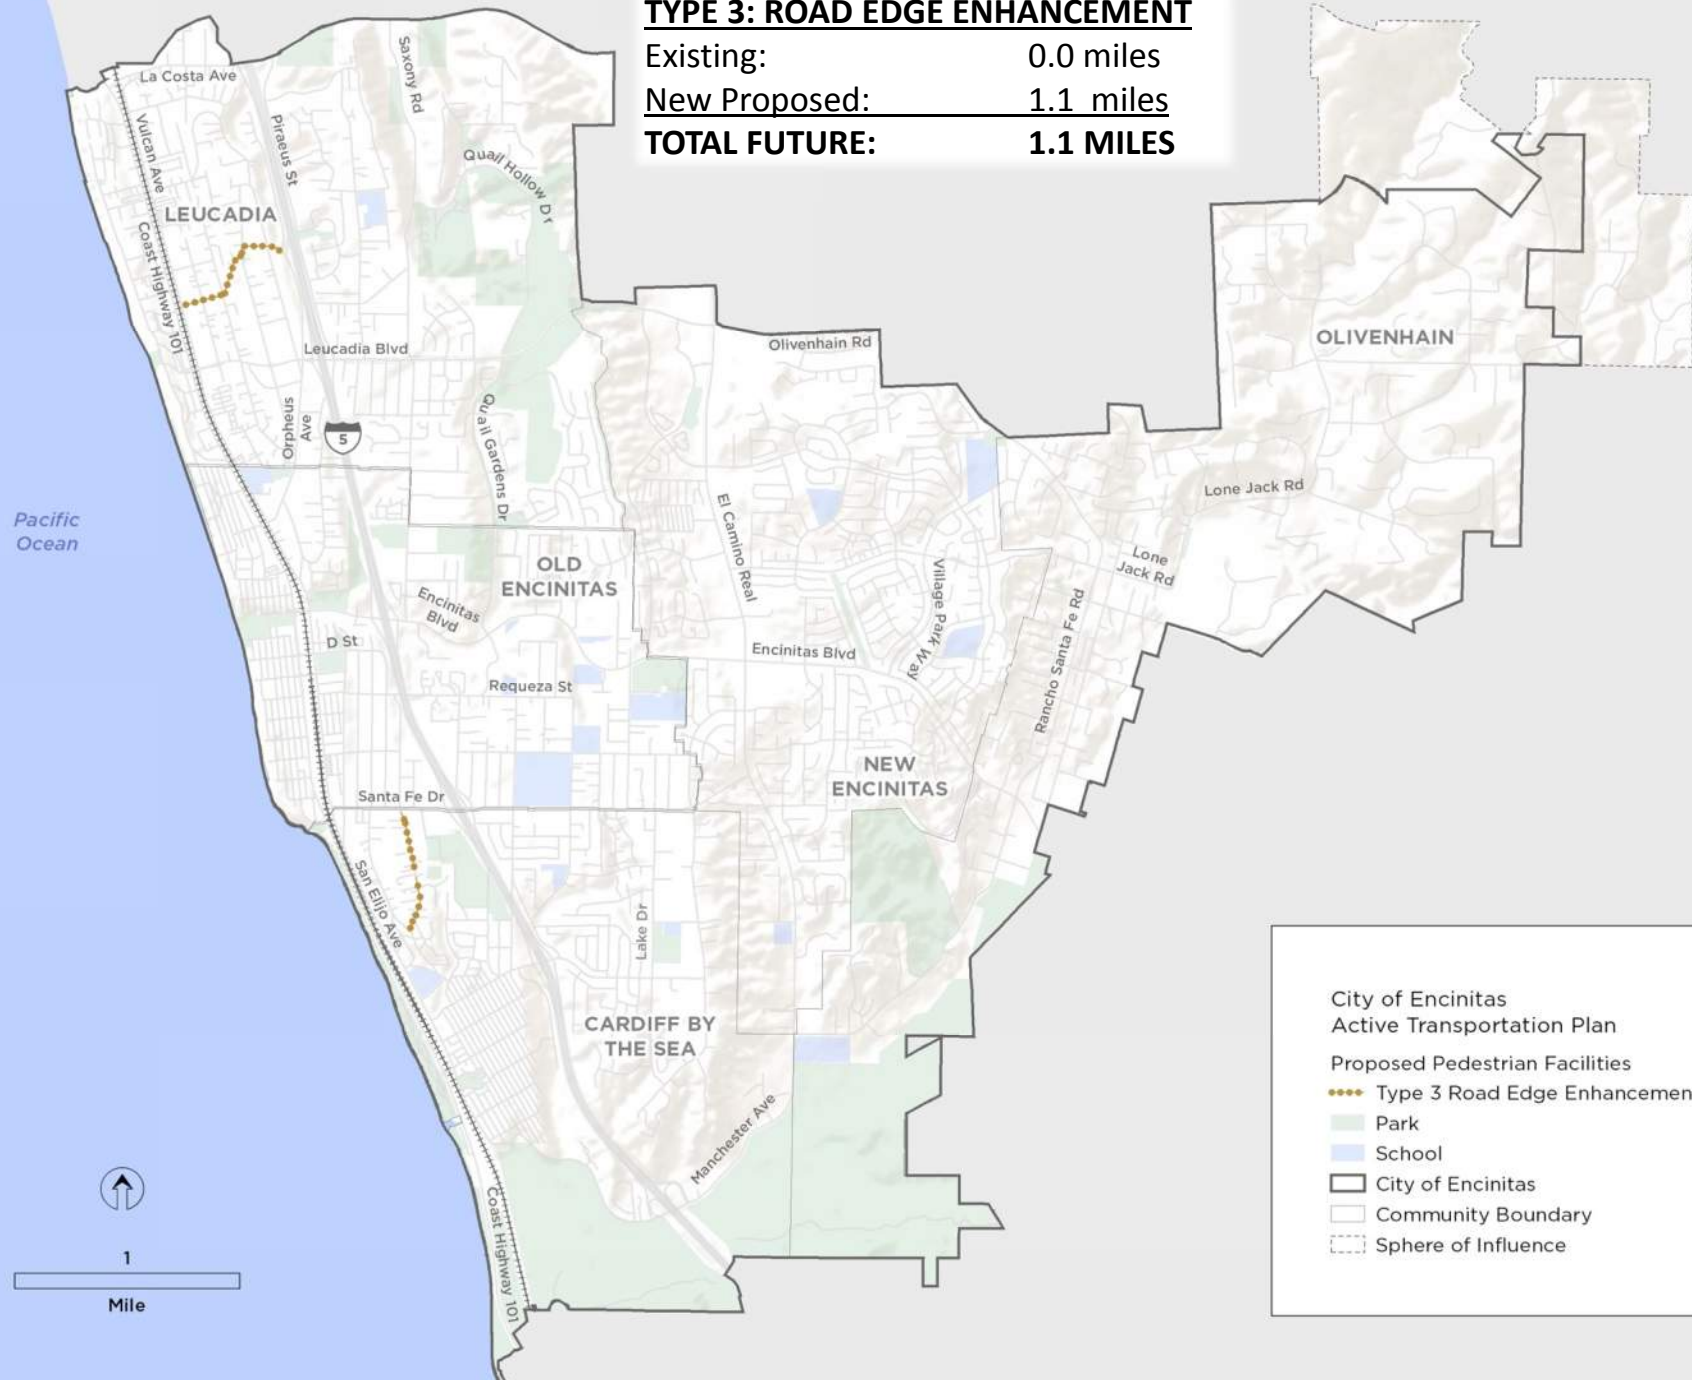 TYPE 3: ROAD EDGE ENHANCEMENT
Existing: 0.0 miles
New Proposed: 1.1 miles
TOTAL FUTURE: 1.1 MILES
La Costa Ave
Saxony Rd
Vulcan Ave
Piraeus St
Quail Hollow Dr
LEUCADIA
Coast Highway 101
Leucadia Blvd
Olivenhain Rd
OLIVENHAIN
Orpheus
Ave
5
Quail Gardens Dr
El Camino Real
Lone Jack Rd
Pacific
Ocean
OLD
ENCINITAS
Lone
Jack Rd
Encinitas
Blvd
Village Park Way
Rancho Santa Fe Rd
D St
Encinitas Blvd
Requeza St
NEW
ENCINITAS
Santa Fe Dr
San Elijo Ave
Lake Dr
CARDIFF BY
THE SEA
Manchester Ave
Coast Highway 101
1
Mile
City of Encinitas
Active Transportation Plan
Proposed Pedestrian Facilities
Type 3 Road Edge Enhancemen
Park
School
City of Encinitas
Community Boundary
Sphere of Influence